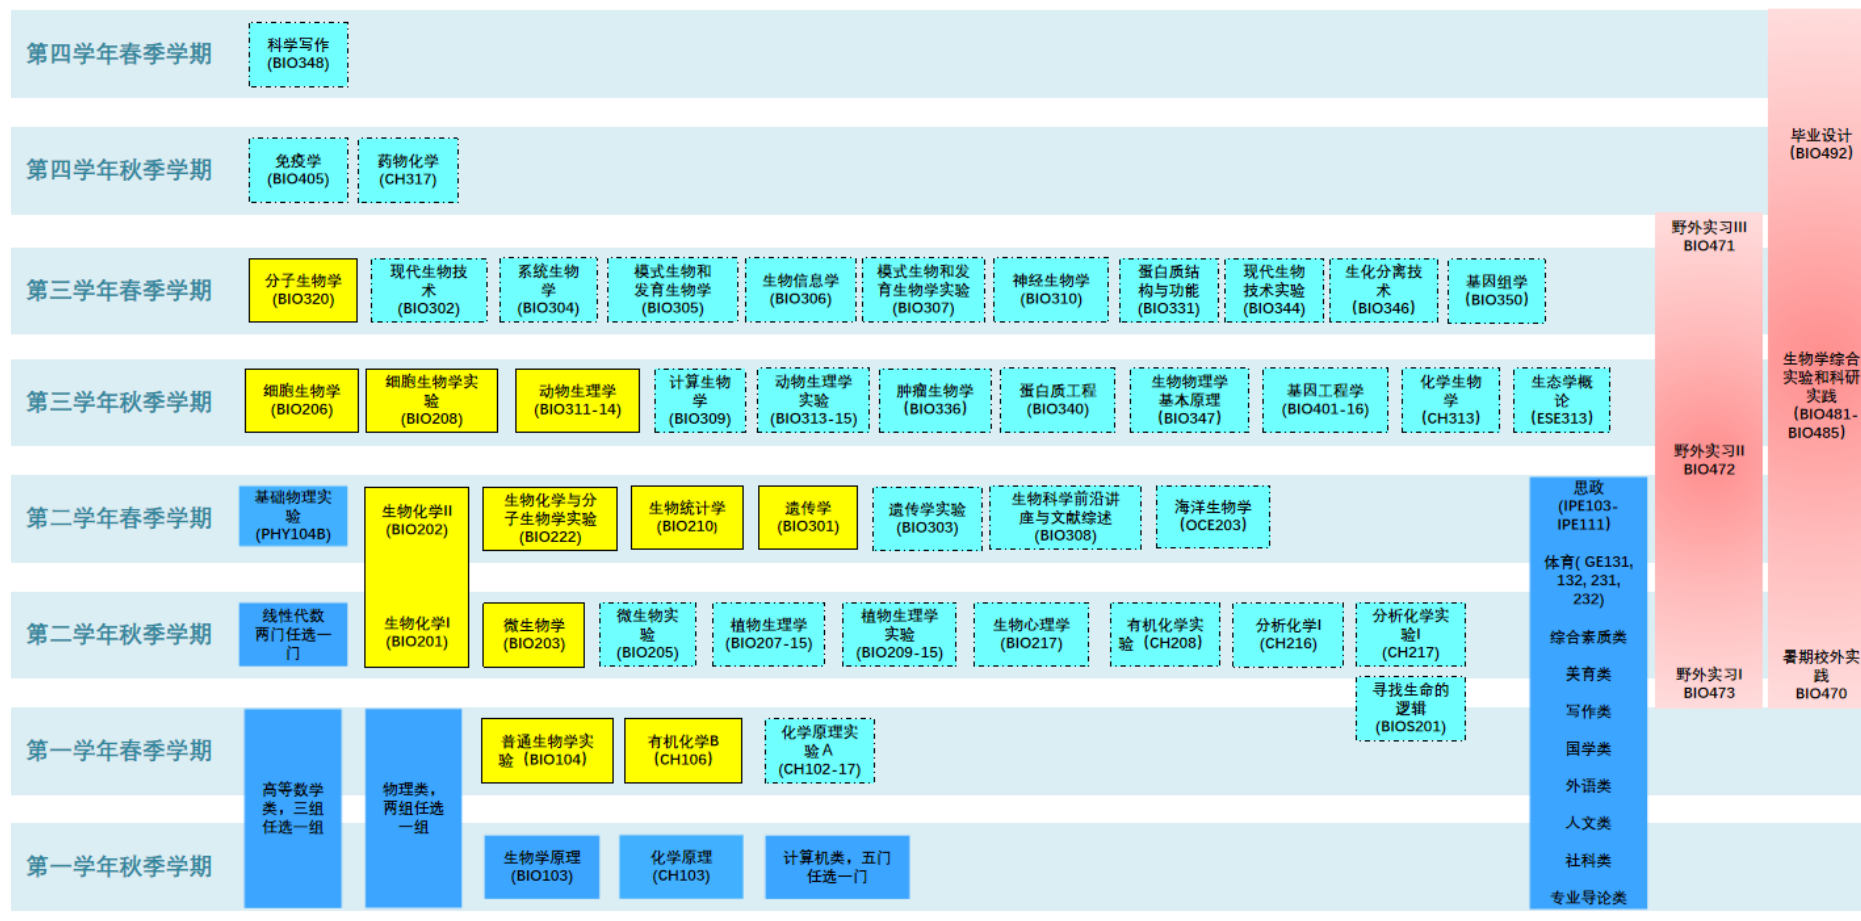 第四学年春季学期
科学写作
(BIO348)
第四学年秋季学期
免疫学
(BIO405)
药物化学
(CH317)
毕业设计
(BIO492)
第三学年春季学期
分子生物学
(BIO320)
现代生物技
术
(BIO302)
系统生物
学
(BIO304)
模式生物和
发育生物学
(BIO305)
生物信息学
(BIO306)
模式生物和发
育生物学实验
(BIO307)
神经生物学
(BIO310)
蛋白质结
构与功能
(BIO331)
现代生物
技术实验
(BIO344)
生化分离技
术
(BIO346)
基因组学
(BIO350)
野外实习III
BIO471
第三学年秋季学期
细胞生物学
(BIO206)
细胞生物学实
验
(BIO208)
动物生理学
(BIO311-14)
计算生物
学
(BIO309)
动物生理学
实验
(BIO313-15)
肿瘤生物学
(BIO336)
蛋白质工程
(BIO340)
生物物理学
基本原理
(BIO347)
基因工程学
(BIO401-16)
化学生物
学
(CH313)
生态学概
论
(ESE313)
野外实习II
BIO472
生物学综合
实验和科研
实践
(BIO481-
BIO485)
第二学年春季学期
基础物理实
验
(PHY104B)
生物化学II
(BIO202)
生物化学与分
子生物学实验
(BIO222)
生物统计学
(BIO210)
遗传学
(BIO301)
遗传学实验
(BIO303)
生物科学前沿讲
座与文献综述
(BIO308)
海洋生物学
(OCE203)
第二学年秋季学期
线性代数
两门任选一
门
生物化学I
(BIO201)
微生物学
(BIO203)
微生物实
验
(BIO205)
植物生理学
(BIO207-15)
植物生理学
实验
(BIO209-15)
生物心理学
(BIO217)
有机化学实
验（CH208)
分析化学I
(CH216)
分析化学实
验I
(CH217)
寻找生命的
逻辑
(BIOS201)
野外实习I
BIO473
暑期校外实
践
BIO470
第一学年春季学期
高等数学
类，三组
任选一组
物理类，
两组任选
一组
普通生物学实
验（BIO104)
有机化学B
(CH106)
化学原理实
验A
(CH102-17)
第一学年秋季学期
生物学原理
(BIO103)
化学原理
(CH103)
计算机类，五门
任选一门
思政
(IPE103-
IPE111)
体育( GE131,
132, 231,
232)
综合素质类
美育类
写作类
国学类
外语类
人文类
社科类
专业导论类